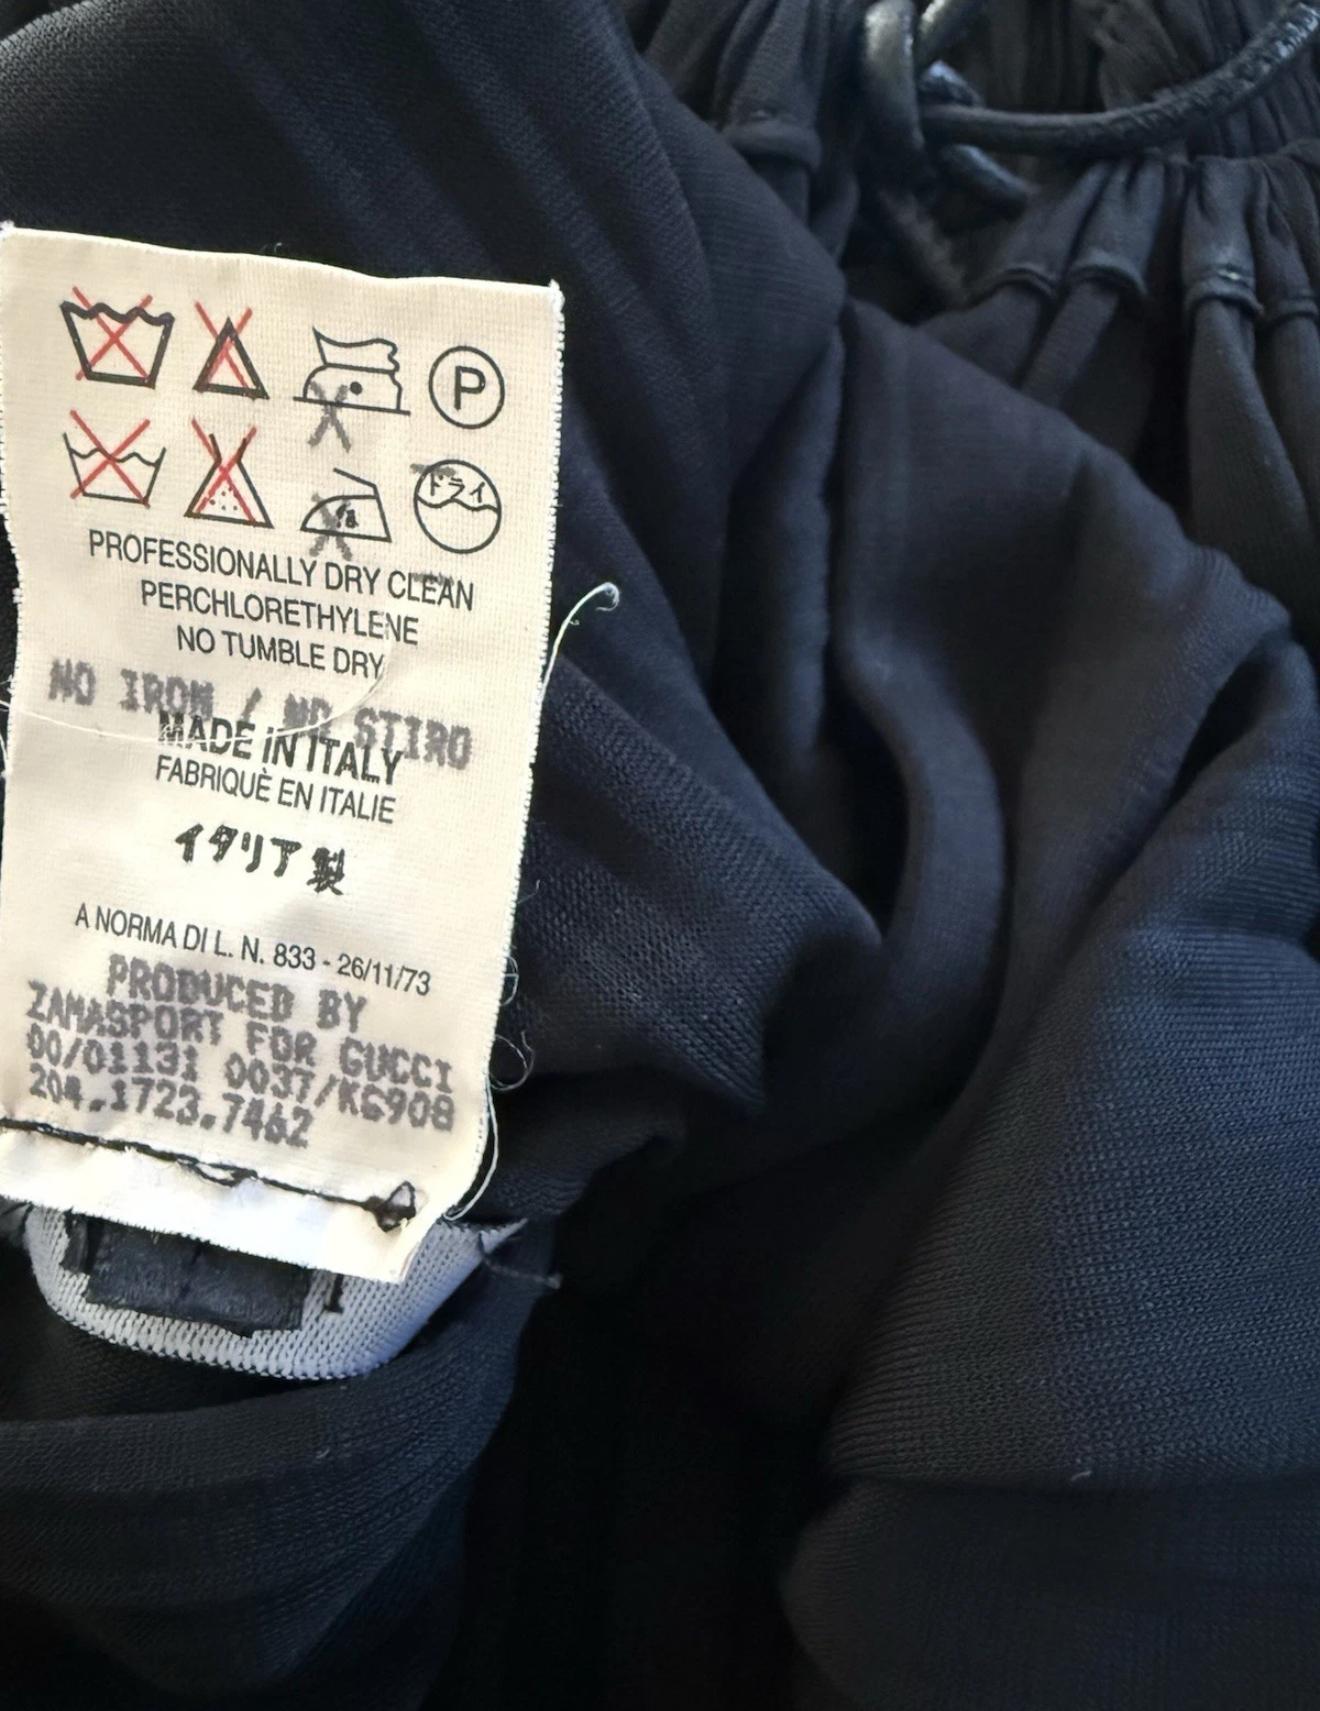 P
ドライ
PROFESSIONALLY DRY CLEAN
PERCHLORETHYLENE
NO TUMBLE DRY
NO IRON / NO STIRO
MADE IN ITALY
FABRIQUÈ EN ITALIE
イタリア製
A NORMA DI L. N. 833 - 26/11/73
PRODUCED BY
ZAMASPORT FOR GUCCI
00/01131 0037/K6908
204.1723.7462